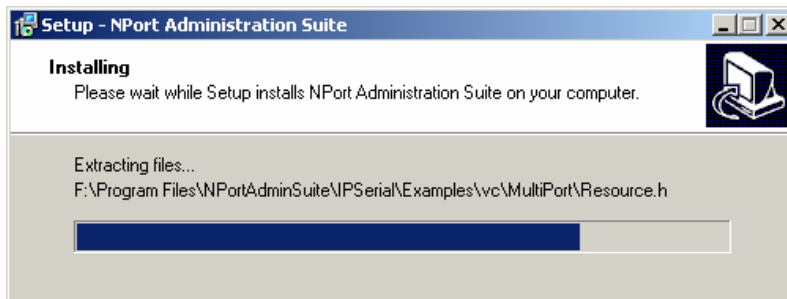 Setup - NPort Administration Suite
Installing
Please wait while Setup installs NPort Administration Suite on your computer.
Extracting files...
F:\Program Files\NPortAdminSuite\IPSerial\Examples\vc\MultiPort\Resource.h